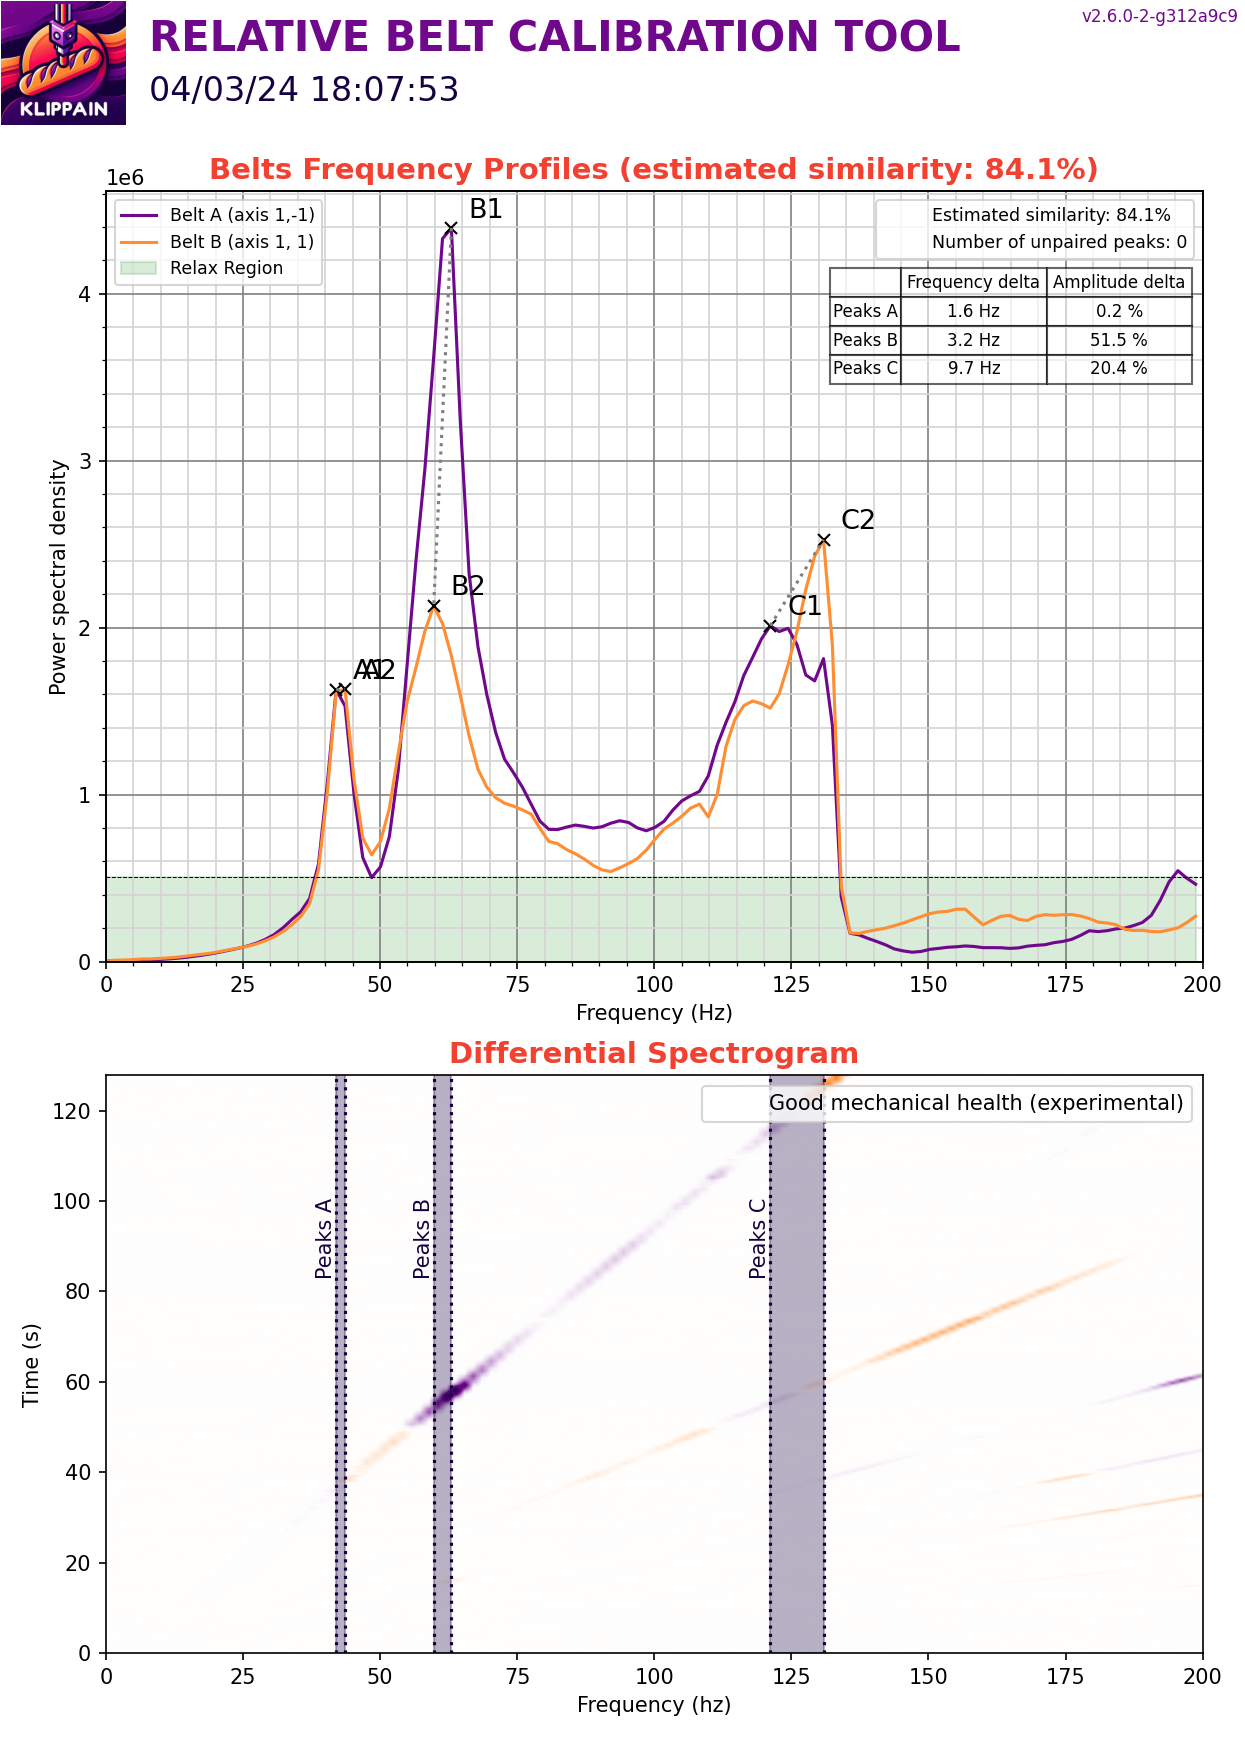 v2.6.0-2-g312a9c9
RELATIVE BELT CALIBRATION TOOL
04/03/24 18:07:53
KLIPPAIN
Belts Frequency Profiles (estimated similarity: 84.1%)
1e6
Belt A (axis 1,-1)
Belt B (axis 1, 1)
Relax Region
Estimated similarity: 84.1%
Number of unpaired peaks: 0
Frequency delta Amplitude delta
Peaks A 1.6 Hz 0.2 %
Peaks B 3.2 Hz 51.5 %
Peaks C 9.7 Hz 20.4 %
B1
C2
B2
C1
A1
A2
Power spectral density
4
3
2
1
0
0 25 50 75 100 125 150 175 200
Frequency (Hz)
Differential Spectrogram
Good mechanical health (experimental)
Peaks A
Peaks B
Peaks C
Time (s)
120
100
80
60
40
20
0
0 25 50 75 100 125 150 175 200
Frequency (hz)